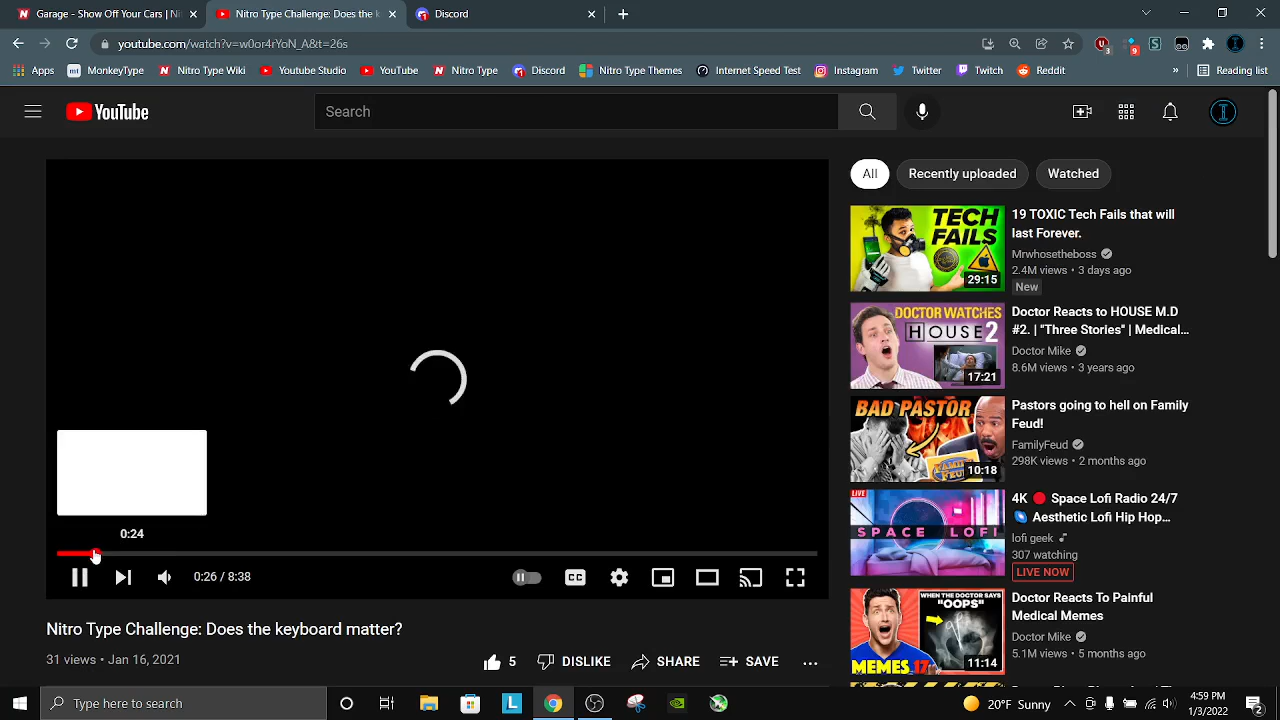 Garage - Show Off Your Cars | Ni
Nitro Type Challenge: Does the k
Discord
youtube.com/watch?v=w0or4rYoN_A&t=26s
3
9
Apps
mt MonkeyType
Nitro Type Wiki
YouTube Studio
YouTube
Nitro Type
Discord
Nitro Type Themes
Internet Speed Test
Instagram
Twitter
Twitch
Reddit
»
Reading list
YouTube
Search
All
Recently uploaded
Watched
TECH
FAILS
29:15
19 TOXIC Tech Fails that will
last Forever.
Mrwhosetheboss
2.4M views • 3 days ago
New
DOCTOR WATCHES
HOUSE 2
17:21
Doctor Reacts to HOUSE M.D
#2. | "Three Stories" | Medical...
Doctor Mike
8.6M views • 3 years ago
BAD PASTOR
FAMILY
FEUD
10:18
Pastors going to hell on Family
Feud!
FamilyFeud
298K views • 2 months ago
LIVE
SPACE LOFI
4K 🔴 Space Lofi Radio 24/7
Aesthetic Lofi Hip Hop...
lofi geek
307 watching
LIVE NOW
WHEN THE DOCTOR SAYS
"OOPS"
MEMES 17
11:14
Doctor Reacts To Painful
Medical Memes
Doctor Mike
5.1M views • 5 months ago
0:24
0:26 / 8:38
CC
Nitro Type Challenge: Does the keyboard matter?
31 views • Jan 16, 2021
5
DISLIKE
SHARE
SAVE
Type here to search
L
20°F Sunny
4:59 PM
1/3/2022
2